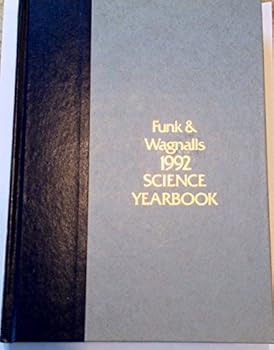 Funk &
Wagnalls
1992
SCIENCE
YEARBOOK